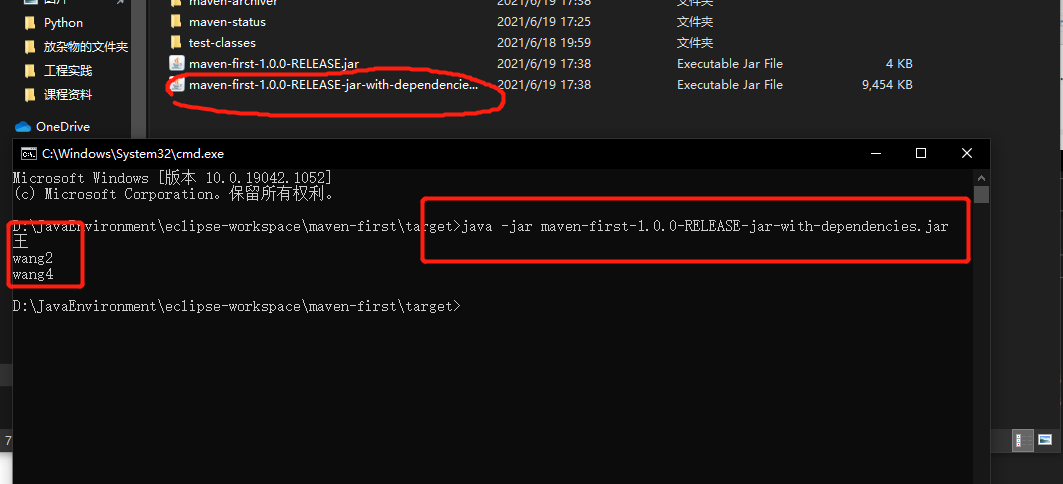 图片
maven-archiver 2021/6/19 17:38 文件夹
Python maven-status 2021/6/19 17:25 文件夹
放杂物的文件夹 test-classes 2021/6/18 19:59 文件夹
工程实践 maven-first-1.0.0-RELEASE.jar 2021/6/19 17:38 Executable Jar File 4 KB
课程资料 maven-first-1.0.0-RELEASE-jar-with-dependencie... 2021/6/19 17:38 Executable Jar File 9,454 KB
OneDrive
C:\Windows\System32\cmd.exe
Microsoft Windows [版本 10.0.19042.1052]
(c) Microsoft Corporation。保留所有权利。
D:\JavaEnvironment\eclipse-workspace\maven-first\target>java -jar maven-first-1.0.0-RELEASE-jar-with-dependencies.jar
王
wang2
wang4
D:\JavaEnvironment\eclipse-workspace\maven-first\target>
7